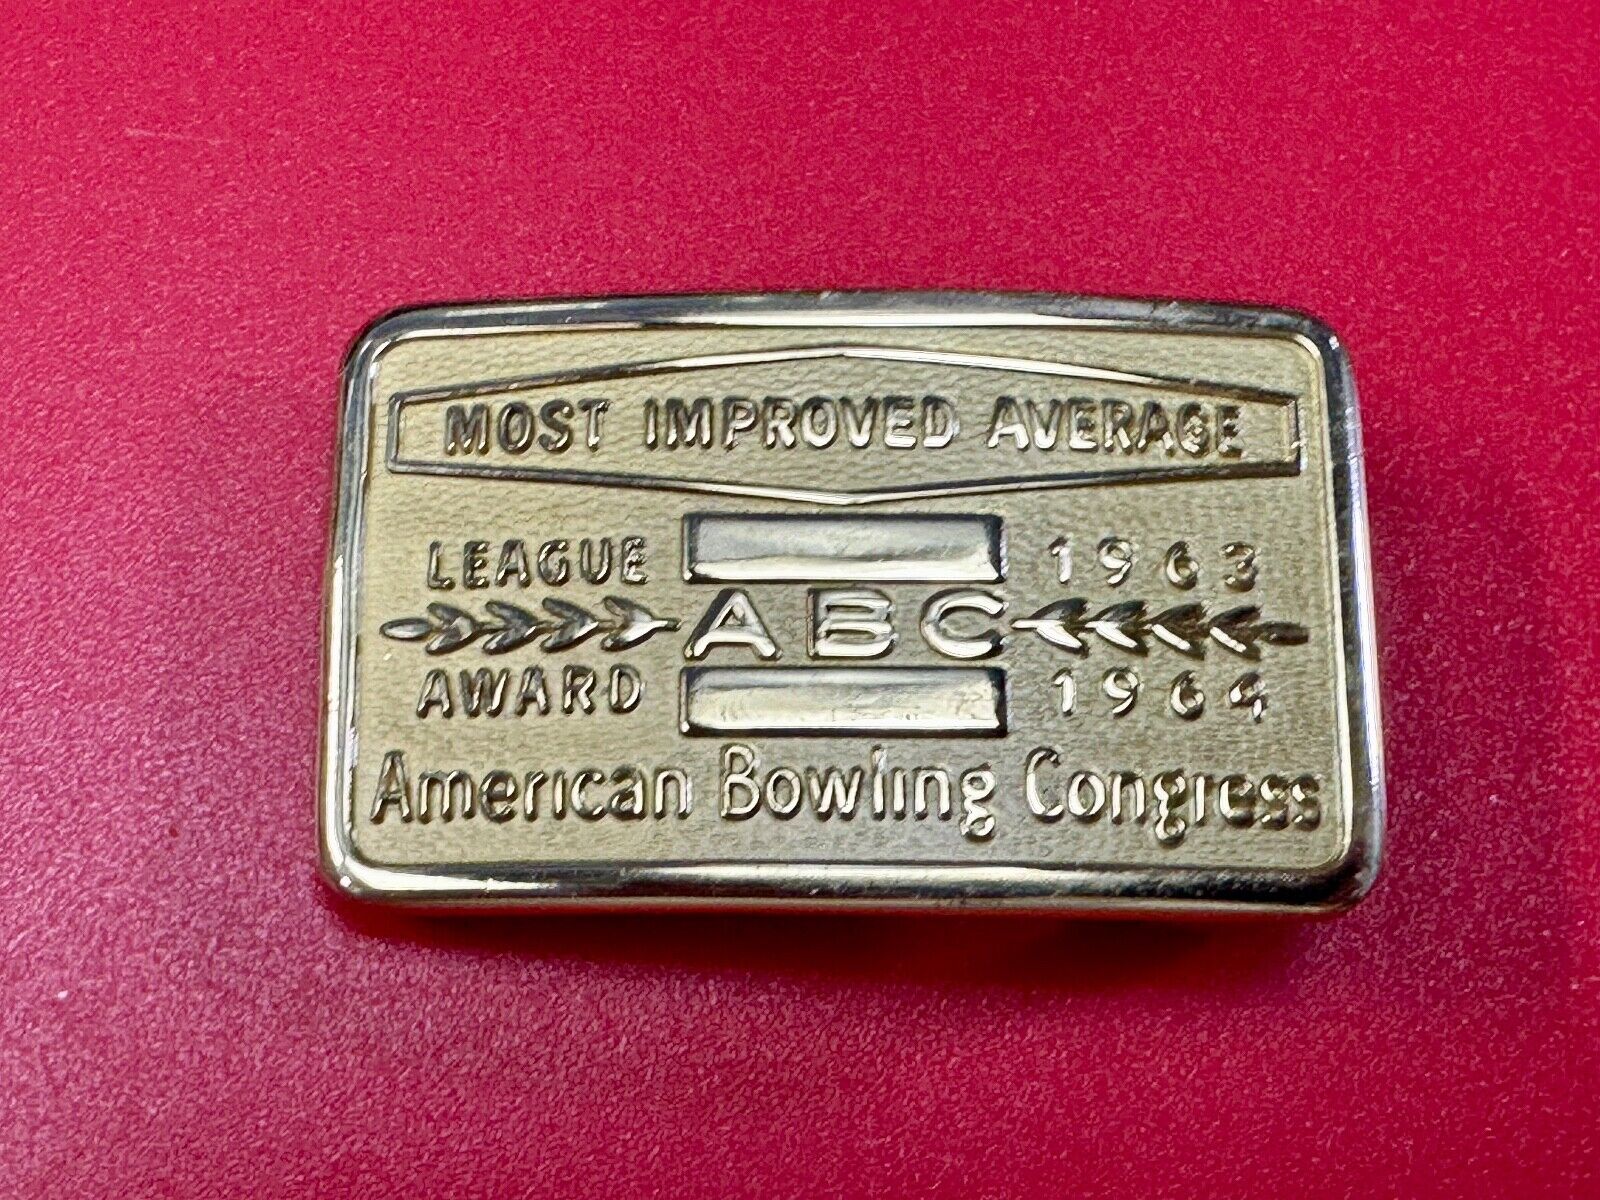 MOST IMPROVED AVERAGE
LEAGUE 1963
ABC
AWARD 1964
American Bowling Congress